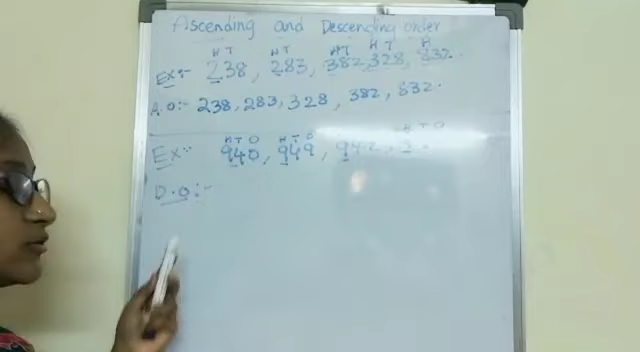 Ascending and Descending order
H T H T H T H T H
Ex:- 238, 283, 382, 328, 832.
A.O:- 238, 283, 328, 382, 832.
H T O H T O H T O
Ex:- 940, 949, 942,
D.O:-